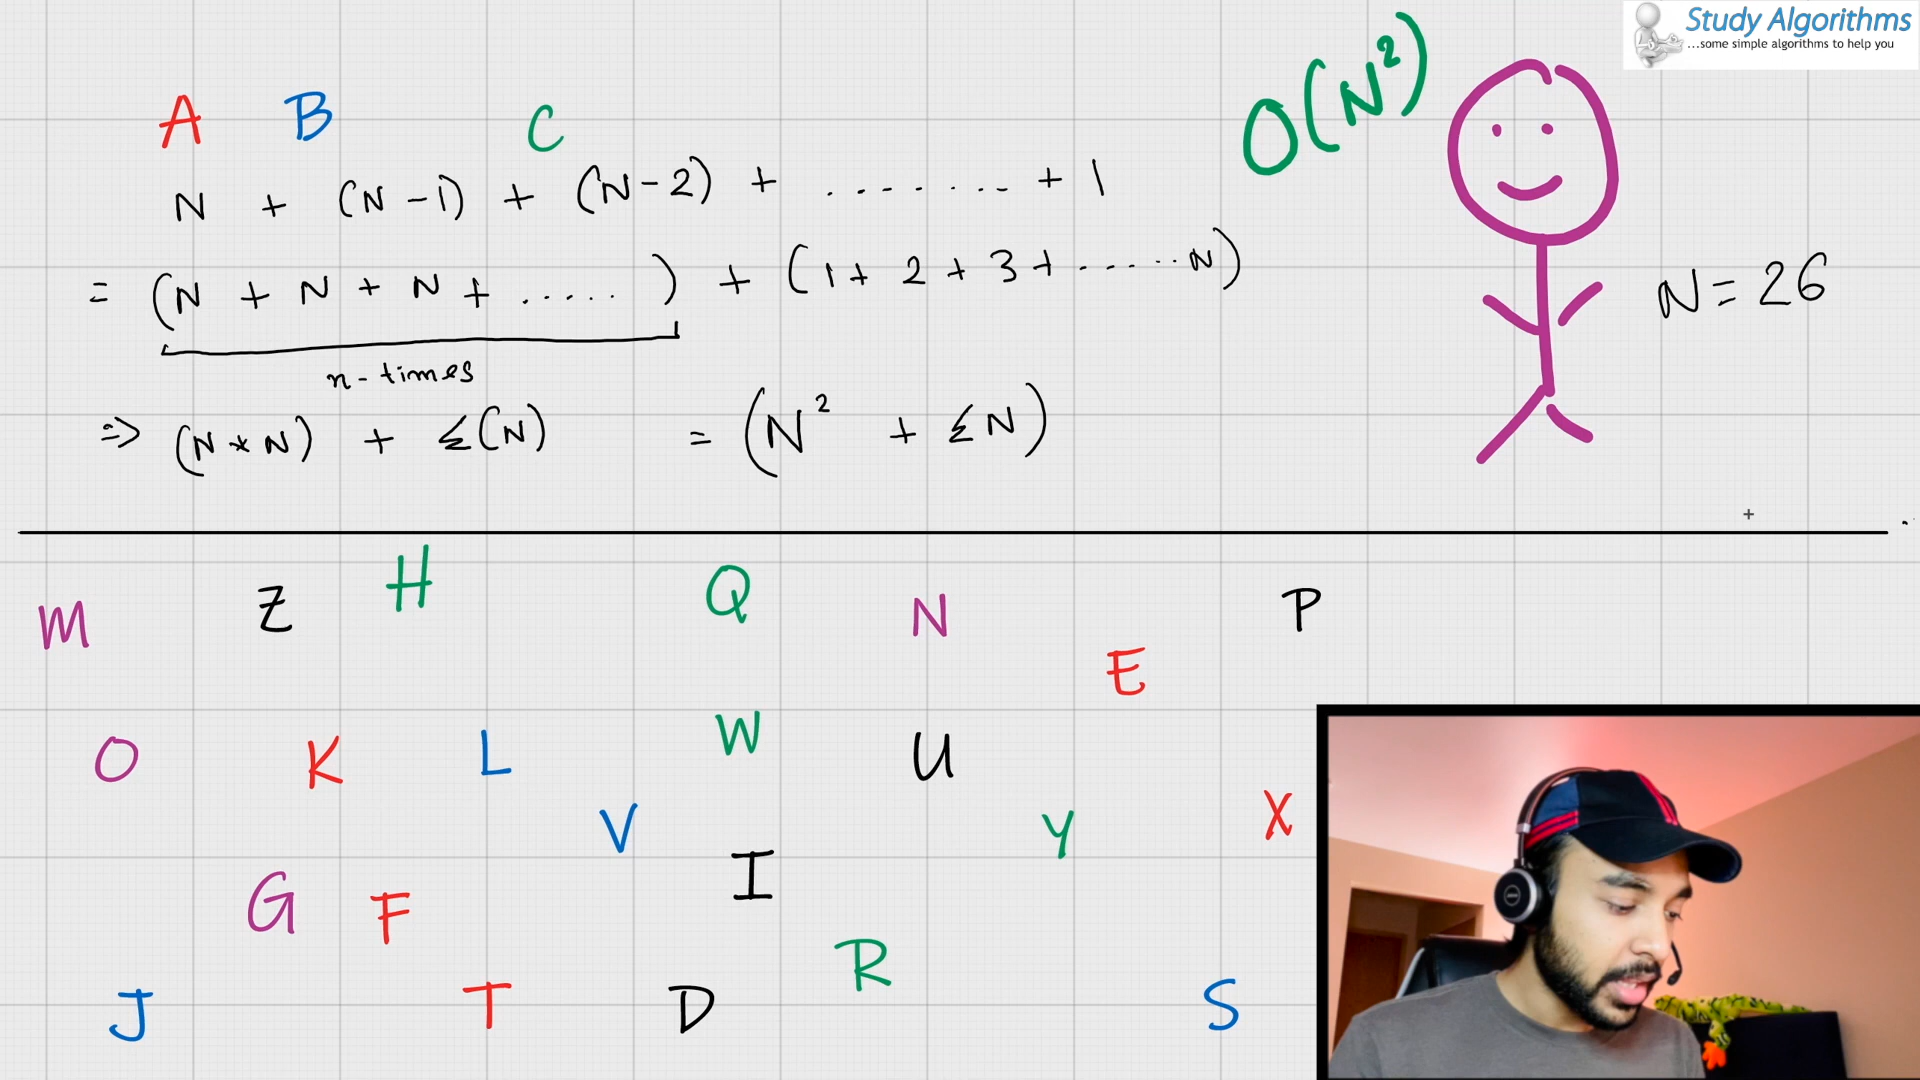 Study Algorithms
...some simple algorithms to help you
O(N²)
A B C
N + (N-1) + (N-2) + ........ + 1
= (N + N + N + ..... ) + (1 + 2 + 3 + ..... N)
n-times
N = 26
=> (N * N) + Σ(N) = (N² + ΣN)
M Z H Q N P
E
O K L W U
V Y X
G F I
R
J T D S